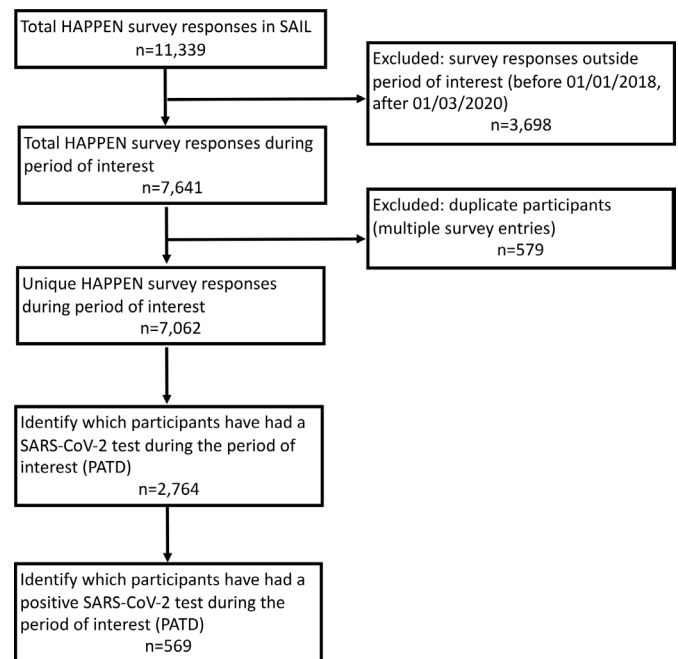 Total HAPPEN survey responses in SAIL
n=11,339
Excluded: survey responses outside
period of interest (before 01/01/2018,
after 01/03/2020)
n=3,698
Total HAPPEN survey responses during
period of interest
n=7,641
Excluded: duplicate participants
(multiple survey entries)
n=579
Unique HAPPEN survey responses
during period of interest
n=7,062
Identify which participants have had a
SARS-CoV-2 test during the period of
interest (PATD)
n=2,764
Identify which participants have had a
positive SARS-CoV-2 test during the
period of interest (PATD)
n=569